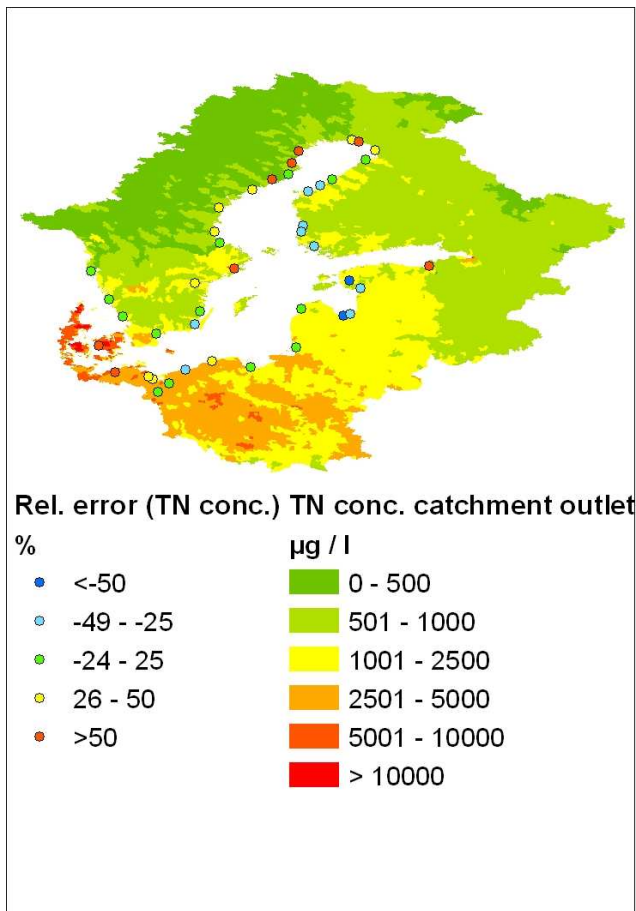 Rel. error (TN conc.) TN conc. catchment outlet
% µg / l
<-50 0 - 500
-49 - -25 501 - 1000
-24 - 25 1001 - 2500
26 - 50 2501 - 5000
>50 5001 - 10000
> 10000